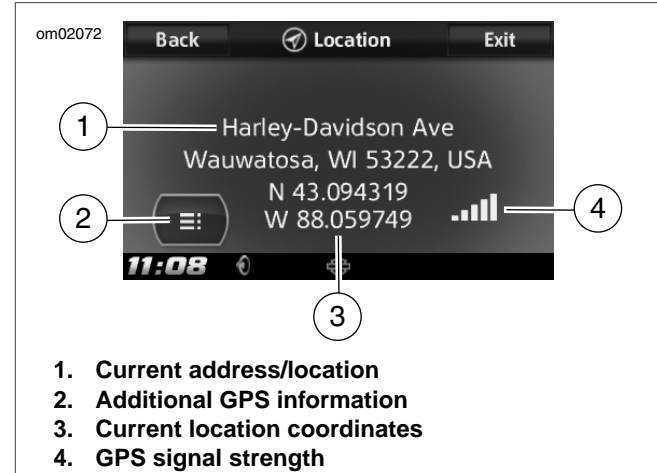 om02072
Back Location Exit
1
Harley-Davidson Ave
Wauwatosa, WI 53222, USA
N 43.094319
2
W 88.059749
4
11:08
3
1. Current address/location
2. Additional GPS information
3. Current location coordinates
4. GPS signal strength